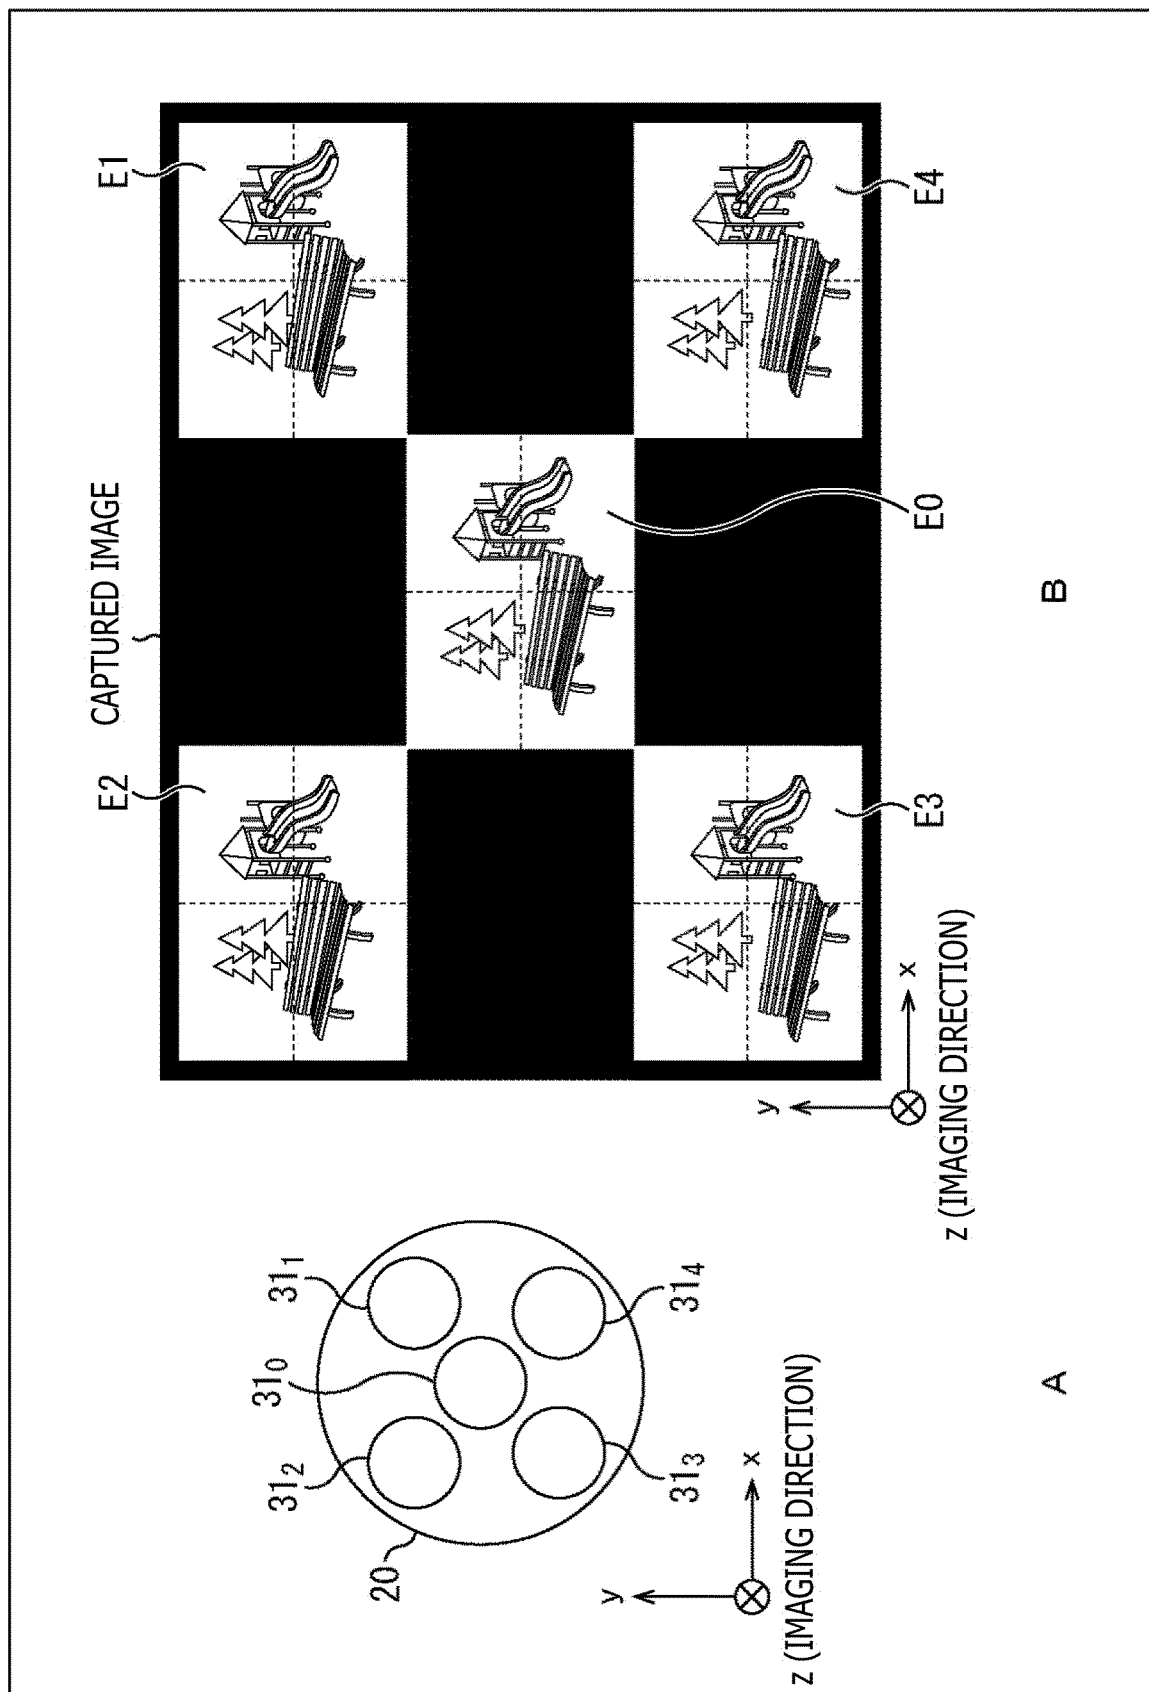 20
31₂
31₀
31₁
31₃
31₄
y
x
z (IMAGING DIRECTION)
A
E2
CAPTURED IMAGE
E1
E3
E0
E4
y
x
z (IMAGING DIRECTION)
B